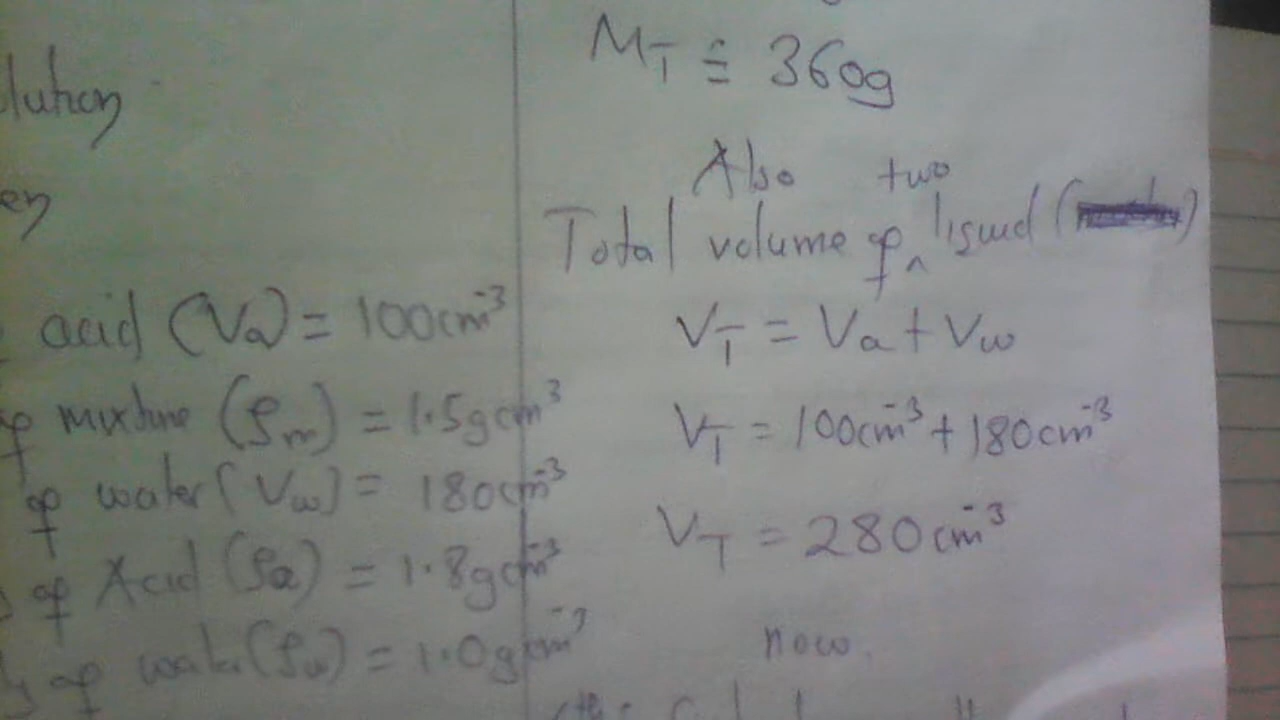 lution
en
acid (Va) = 100cm⁻³
of mixture (ρm) = 1.5gcm⁻³
of water (Vw) = 180cm⁻³
of Acid (ρa) = 1.8gcm⁻³
of water (ρw) = 1.0gcm⁻³
MT = 360g
Also two
Total volume of ^ liquid ( )
VT = Va + Vw
VT = 100cm⁻³ + 180cm⁻³
VT = 280cm⁻³
now.